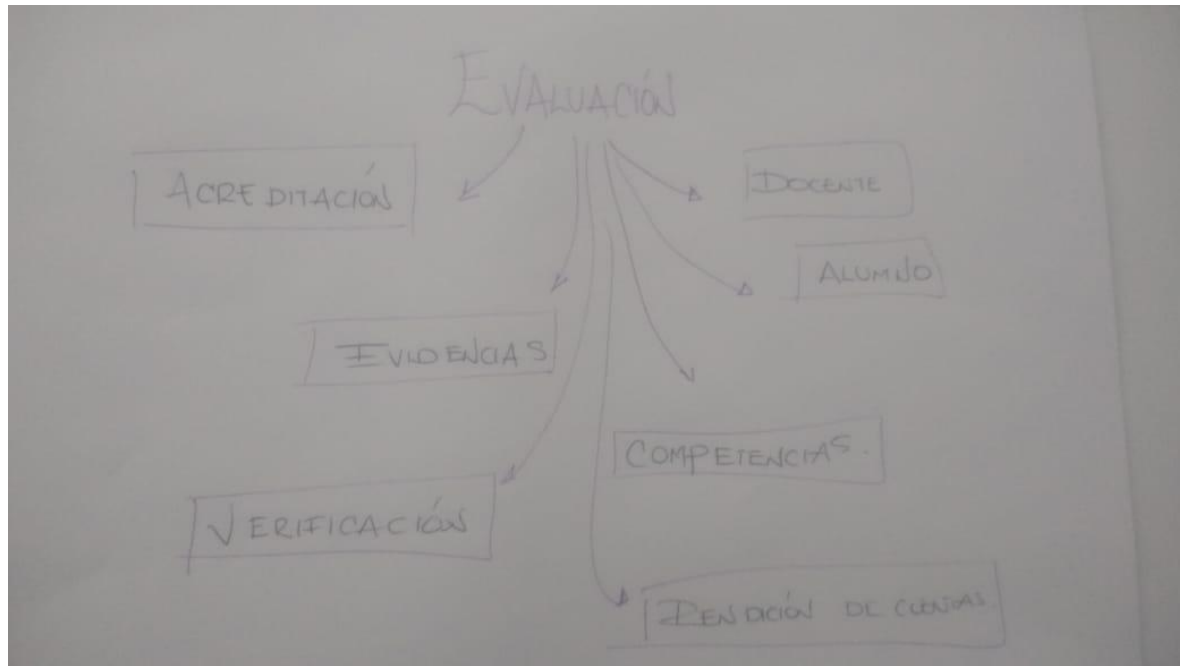 EVALUACIÓN
ACREDITACIÓN
DOCENTE
ALUMNO
EVIDENCIAS
COMPETENCIAS.
VERIFICACIÓN
RENDICIÓN DE CUENTAS